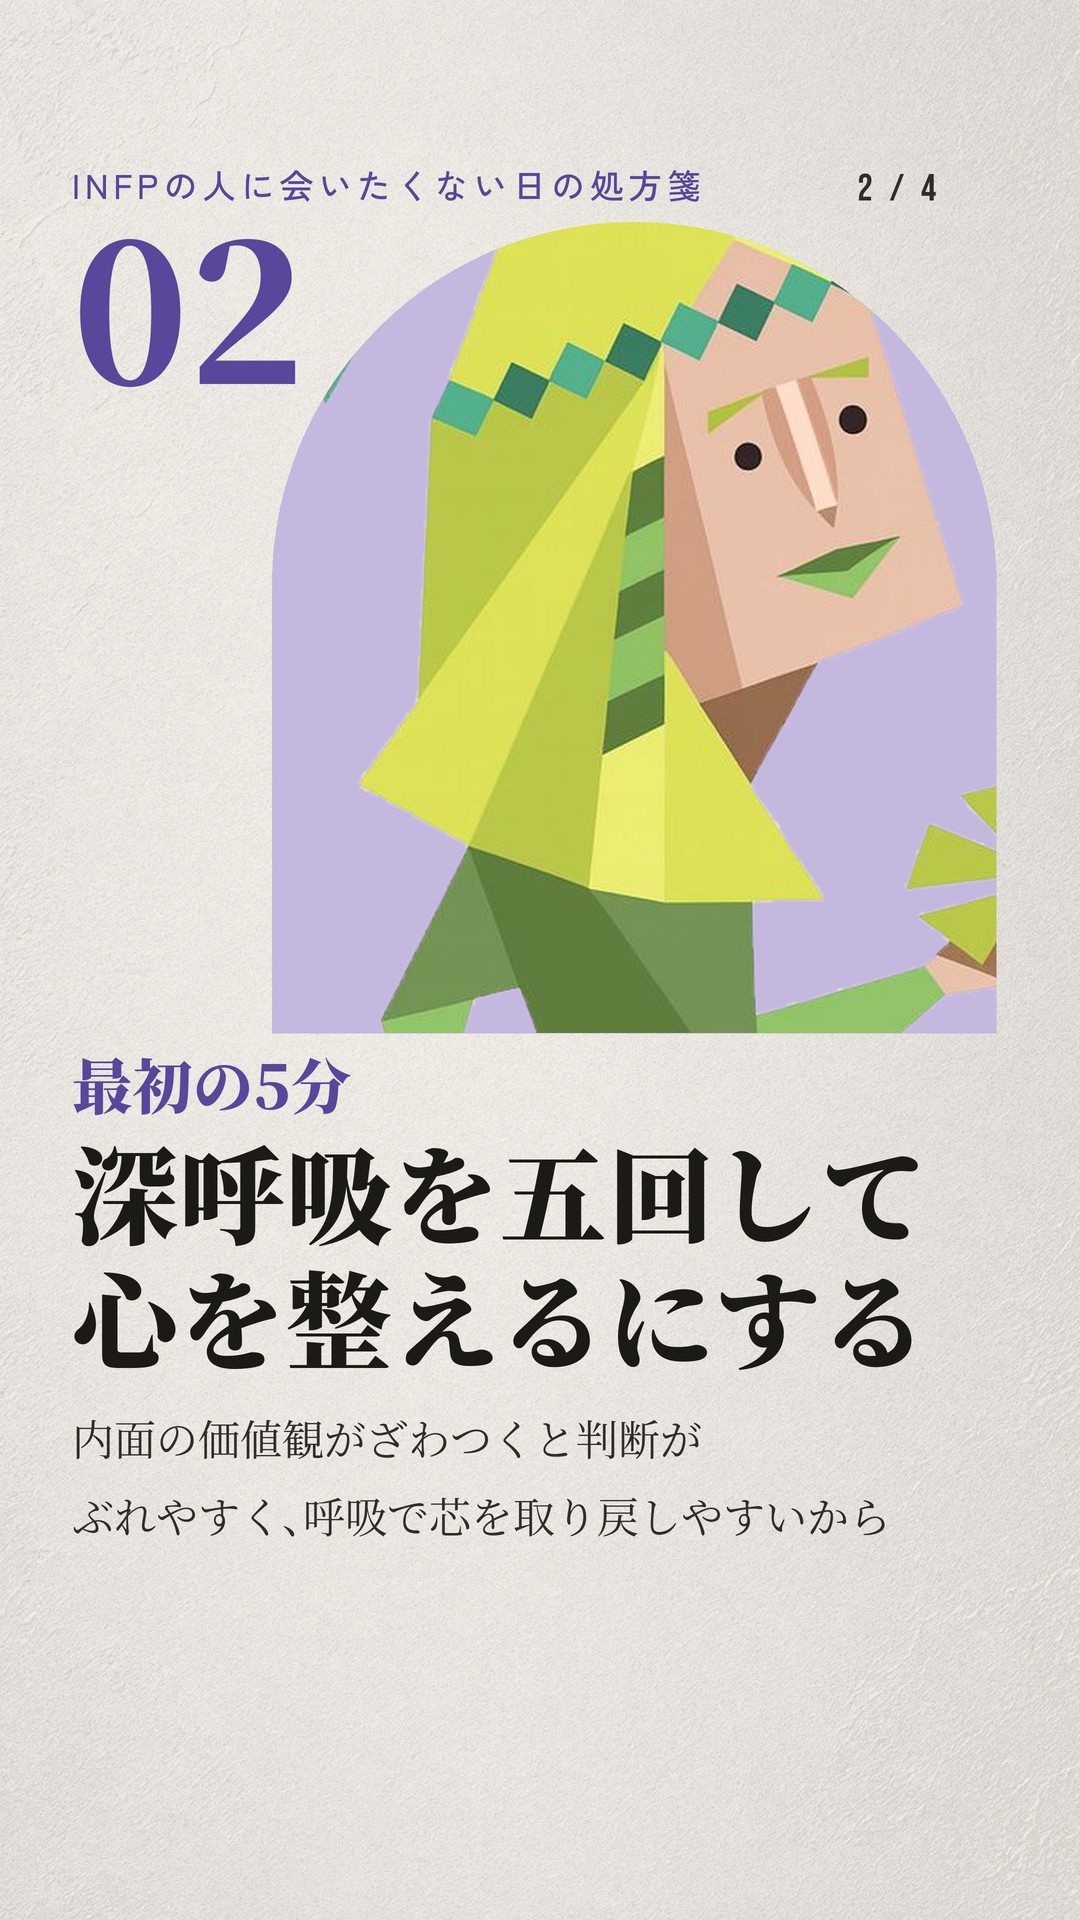 INFPの人に会いたくない日の処方箋
2 / 4
02
最初の5分
深呼吸を五回して
心を整えるにする
内面の価値観がざわつくと判断が
ぶれやすく、呼吸で芯を取り戻しやすいから